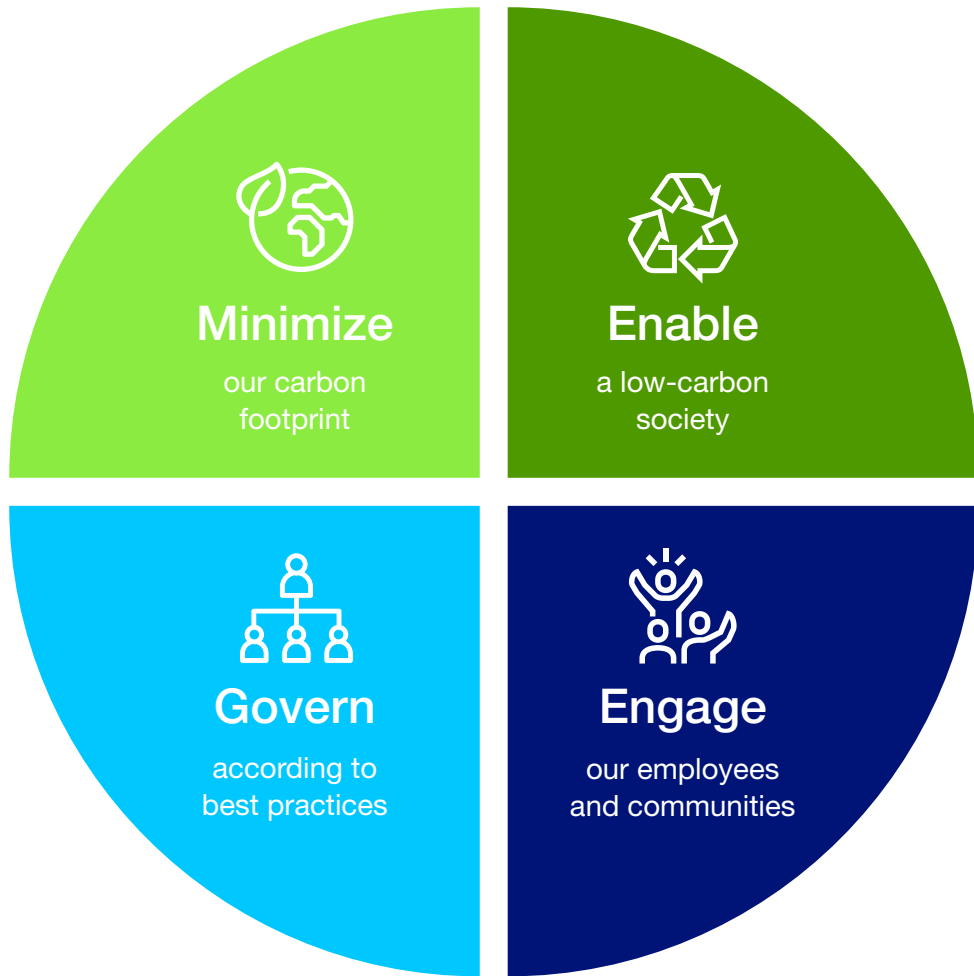 Minimize
our carbon
footprint
Enable
a low-carbon
society
Govern
according to
best practices
Engage
our employees
and communities